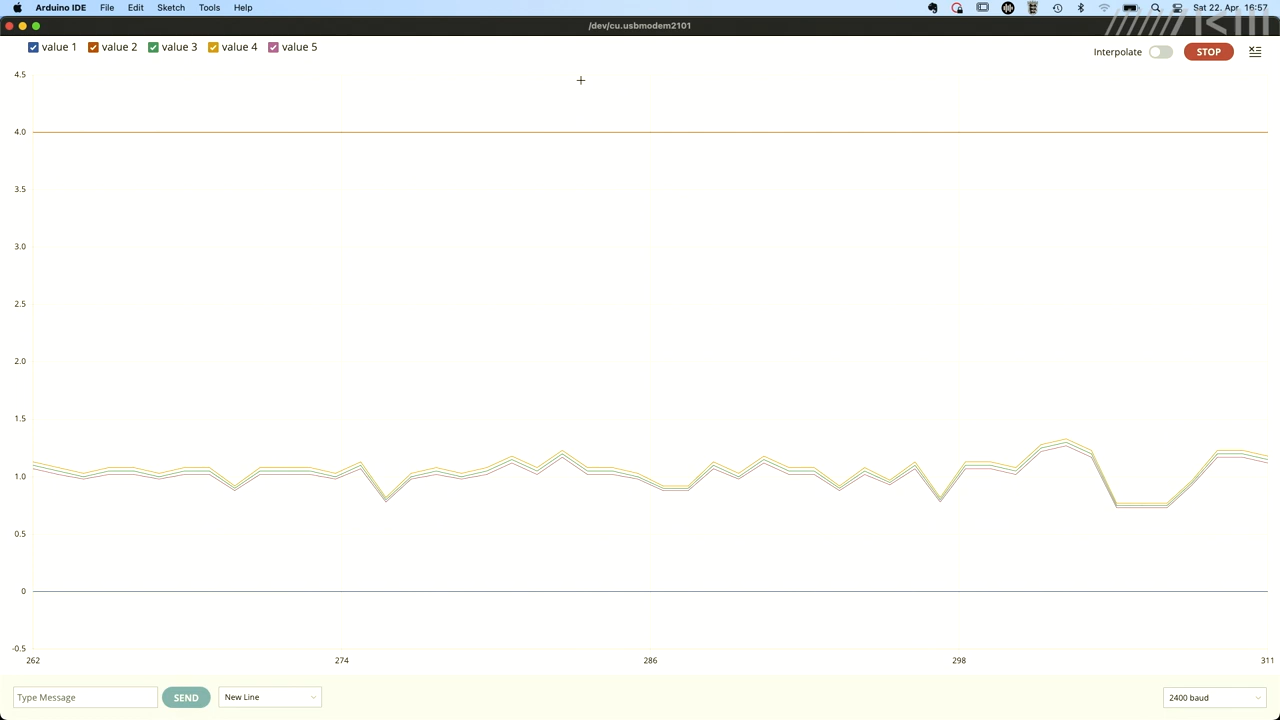 Arduino IDE File Edit Sketch Tools Help Sat 22. Apr. 16:57
/dev/cu.usbmodem2101
value 1 value 2 value 3 value 4 value 5
Interpolate STOP
4.5
4.0
3.5
3.0
2.5
2.0
1.5
1.0
0.5
0
-0.5
262 274 286 298 311
Type Message SEND New Line 2400 baud